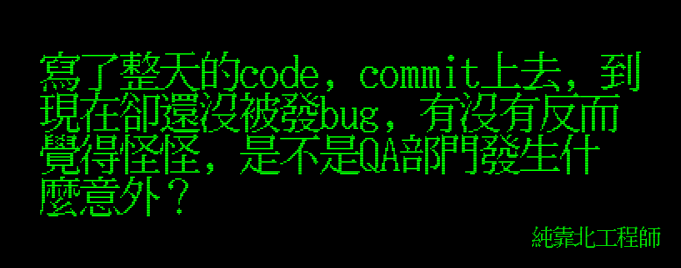 寫了整天的code, commit上去, 到
現在卻還沒被發bug, 有沒有反而
覺得怪怪, 是不是QA部門發生什
麼意外？
純靠北工程師